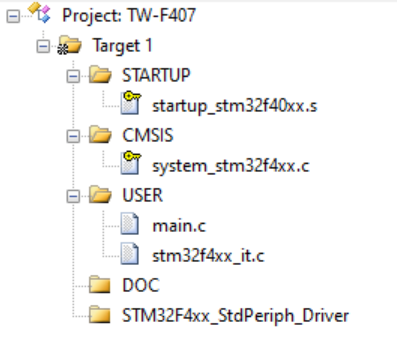 Project: TW-F407
Target 1
STARTUP
startup_stm32f40xx.s
CMSIS
system_stm32f4xx.c
USER
main.c
stm32f4xx_it.c
DOC
STM32F4xx_StdPeriph_Driver